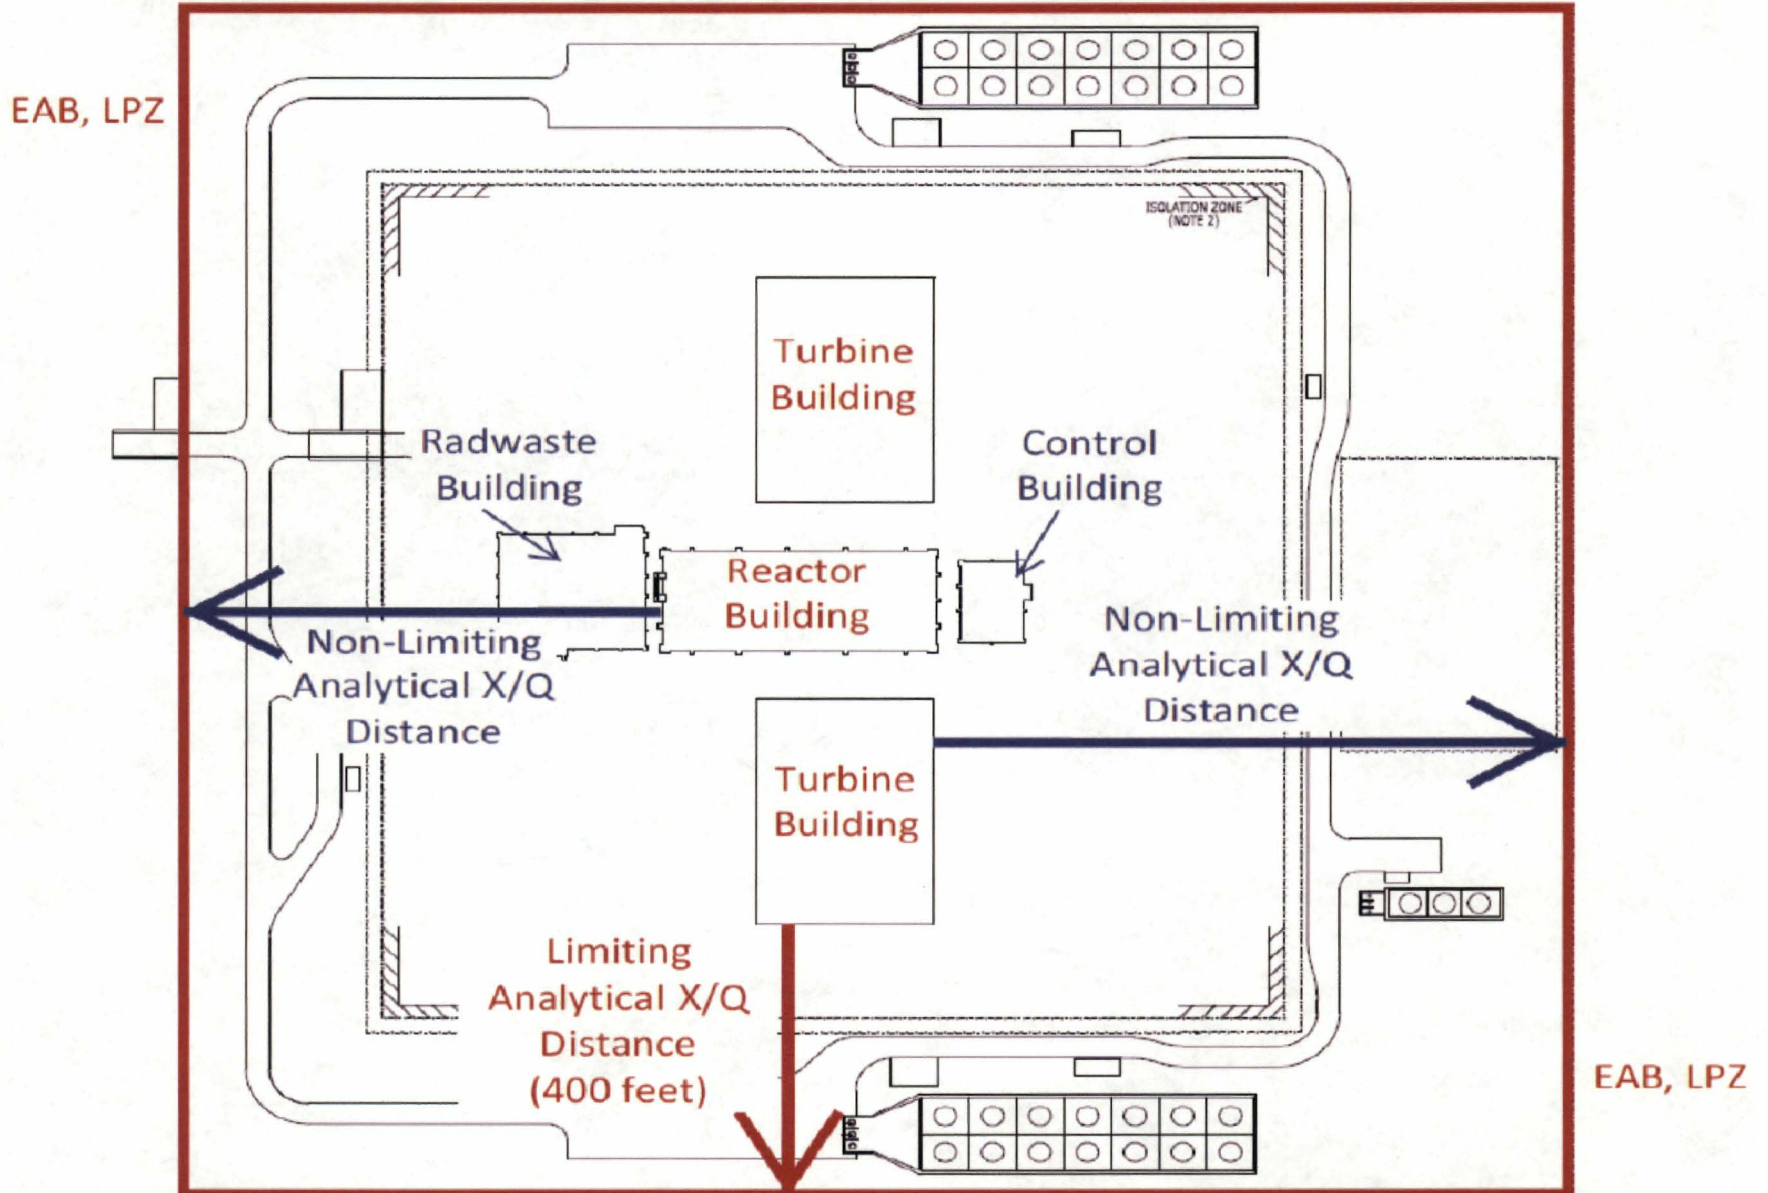 EAB, LPZ
ISOLATION ZONE
(NOTE 2)
Turbine
Building
Radwaste
Building
Control
Building
Reactor
Building
Non-Limiting
Analytical X/Q
Distance
Non-Limiting
Analytical X/Q
Distance
Turbine
Building
Limiting
Analytical X/Q
Distance
(400 feet)
EAB, LPZ